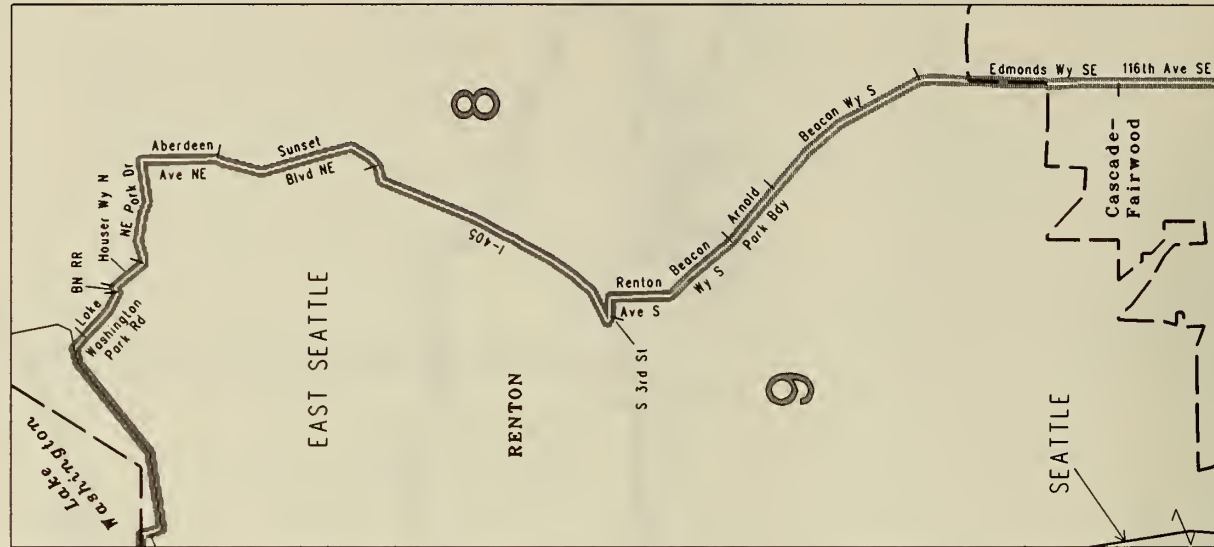 8
Edmonds Wy SE
116th Ave SE
Beacon Wy S
Aberdeen
Ave NE
Sunset
Blvd NE
NE Park Dr
Houser Wy N
BN RR
Lake
Washington
Park Rd
I-405
Arnold
Park Bdy
Beacon
Wy S
Renton
Ave S
S 3rd St
Cascade-
Fairwood
EAST SEATTLE
RENTON
9
SEATTLE
Lake
Washington